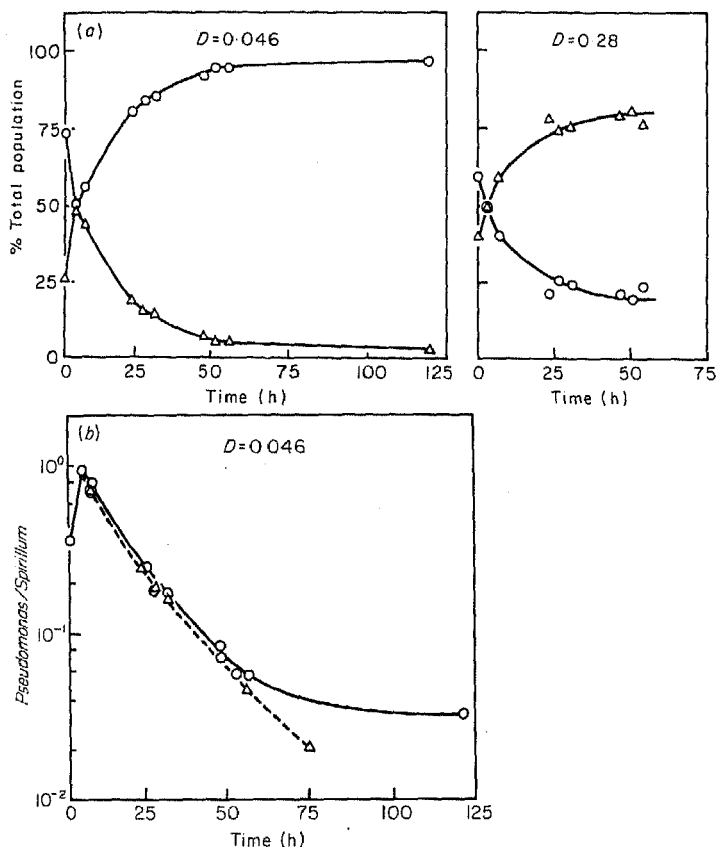 (a)
D=0·046
D=0·28
100
75
50
25
0
% Total population
0 25 50 75 100 125
Time (h)
0 25 50 75
Time (h)
(b)
D=0·046
10⁰
10⁻¹
10⁻²
Pseudomonas/Spirillum
0 25 50 75 100 125
Time (h)